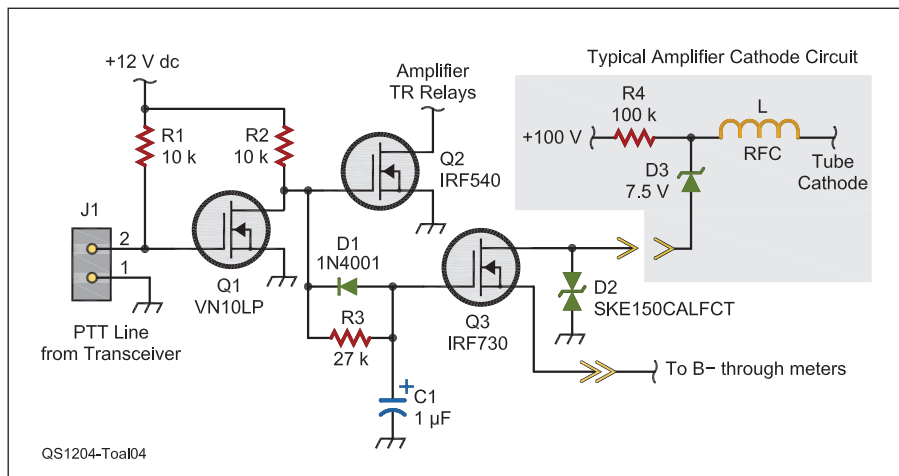 Typical Amplifier Cathode Circuit
+12 V dc
Amplifier
TR Relays
R1
10 k
R2
10 k
Q2
IRF540
R4
100 k
L
RFC
+100 V
Tube
Cathode
D3
7.5 V
J1
2
1
PTT Line
from Transceiver
Q1
VN10LP
D1
1N4001
R3
27 k
Q3
IRF730
D2
SKE150CALFCT
+
C1
1 µF
To B− through meters
QS1204-Toal04